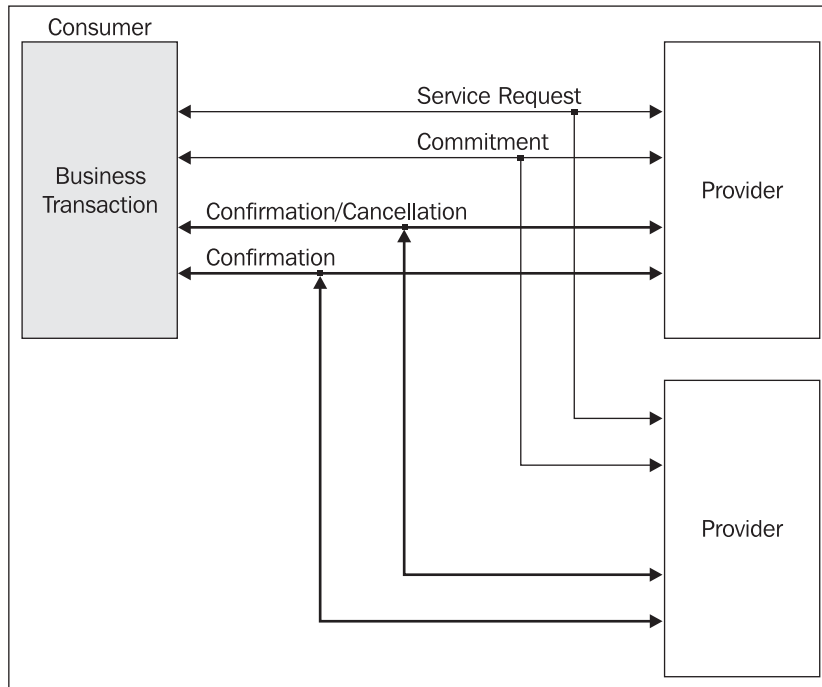 Consumer
Service Request
Commitment
Business
Transaction
Provider
Confirmation/Cancellation
Confirmation
Provider